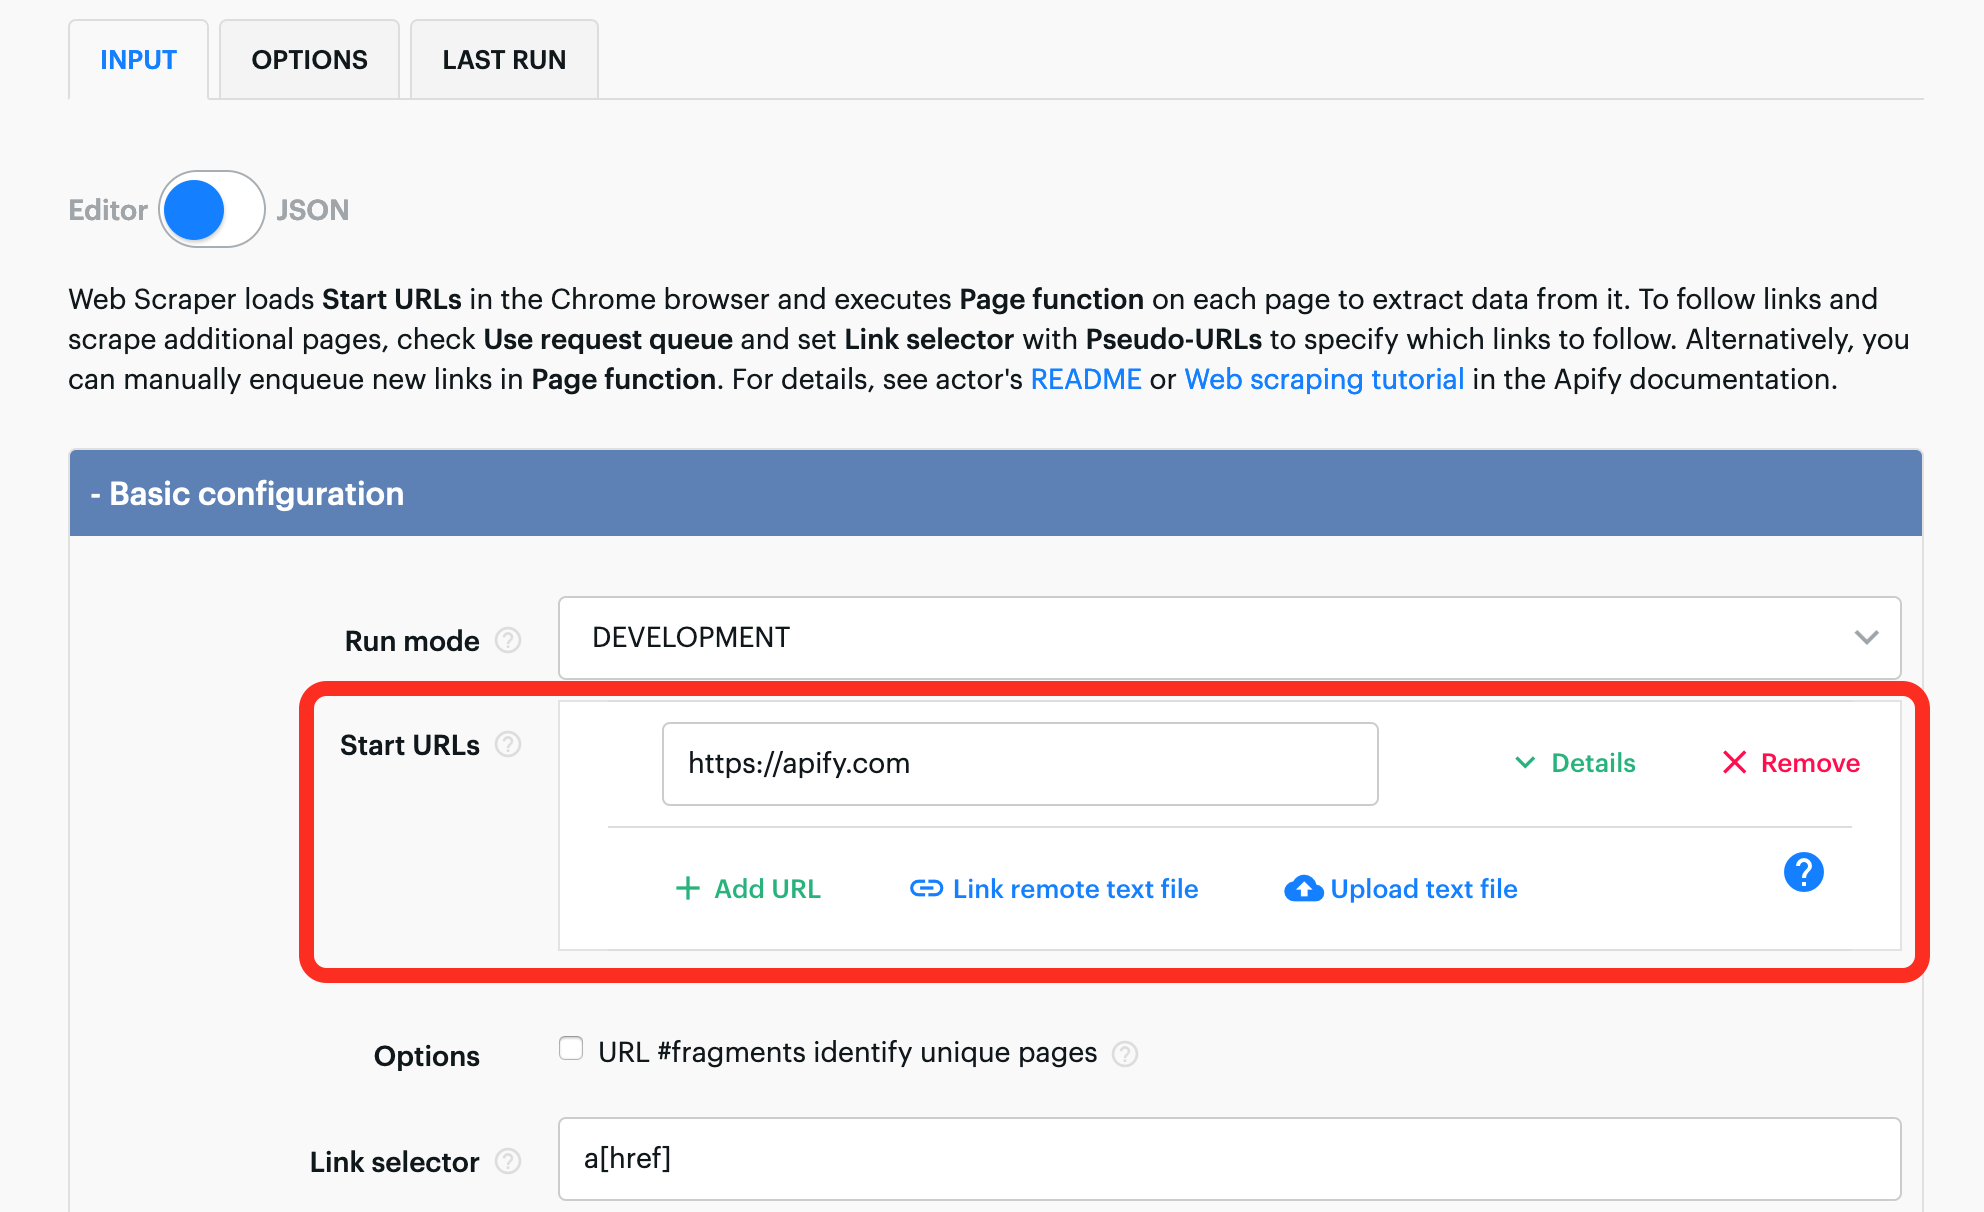 INPUT
OPTIONS
LAST RUN
Editor
JSON
Web Scraper loads Start URLs in the Chrome browser and executes Page function on each page to extract data from it. To follow links and
scrape additional pages, check Use request queue and set Link selector with Pseudo-URLs to specify which links to follow. Alternatively, you
can manually enqueue new links in Page function. For details, see actor's README or Web scraping tutorial in the Apify documentation.
- Basic configuration
Run mode ?
DEVELOPMENT
Start URLs ?
https://apify.com
Details
Remove
Add URL
Link remote text file
Upload text file
?
Options
URL #fragments identify unique pages ?
Link selector ?
a[href]